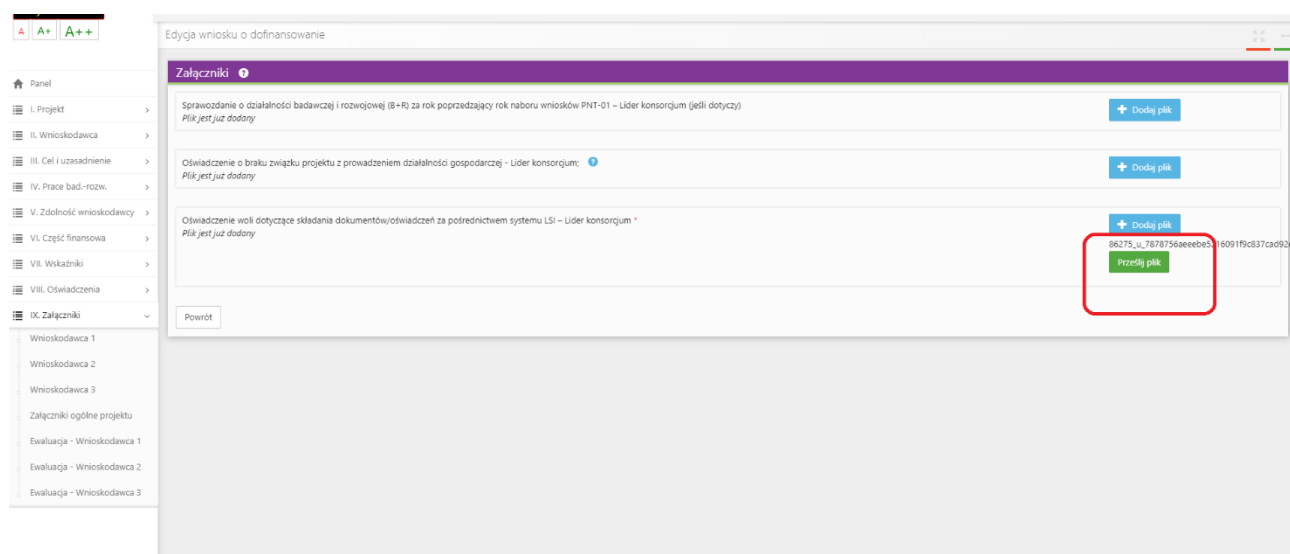 A A+ A++
Edycja wniosku o dofinansowanie
Panel
I. Projekt
II. Wnioskodawca
III. Cel i uzasadnienie
IV. Prace bad.-rozw.
V. Zdolność wnioskodawcy
VI. Część finansowa
VII. Wskaźniki
VIII. Oświadczenia
IX. Załączniki
Wnioskodawca 1
Wnioskodawca 2
Wnioskodawca 3
Załączniki ogólne projektu
Ewaluacja - Wnioskodawca 1
Ewaluacja - Wnioskodawca 2
Ewaluacja - Wnioskodawca 3
Załączniki
Sprawozdanie o działalności badawczej i rozwojowej (B+R) za rok poprzedzający rok naboru wniosków PNT-01 – Lider konsorcjum (jeśli dotyczy)
Plik jest już dodany
+ Dodaj plik
Oświadczenie o braku związku projektu z prowadzeniem działalności gospodarczej - Lider konsorcjum;
Plik jest już dodany
+ Dodaj plik
Oświadczenie woli dotyczące składania dokumentów/oświadczeń za pośrednictwem systemu LSI – Lider konsorcjum *
Plik jest już dodany
+ Dodaj plik
Prześlij plik
Powrót